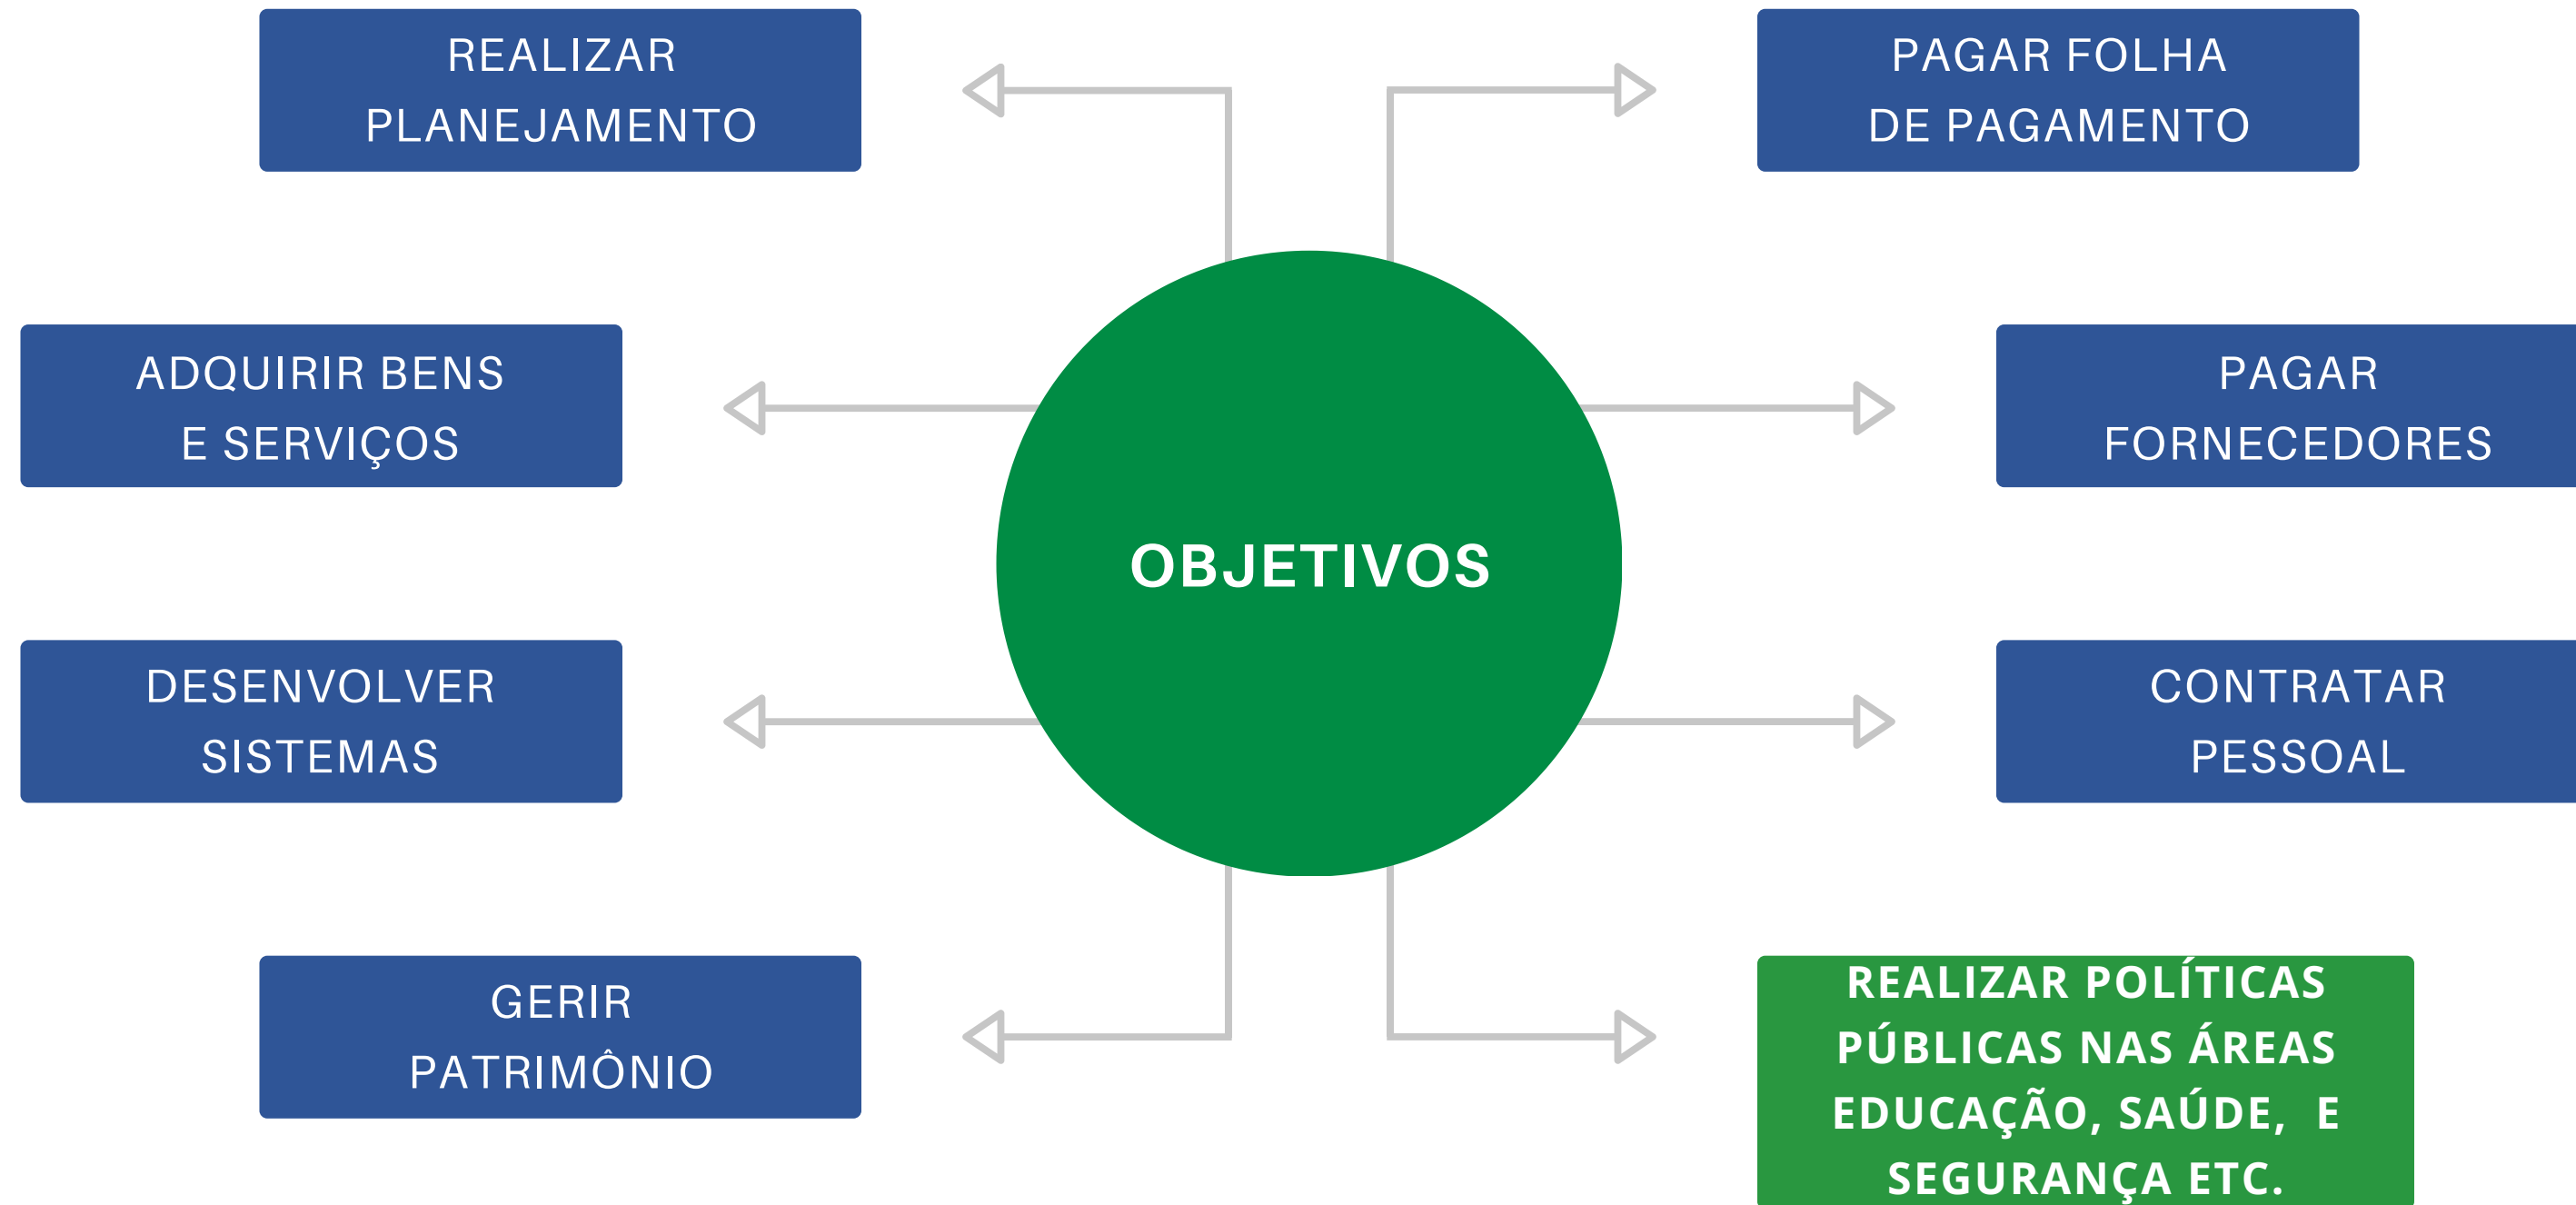 REALIZAR
PLANEJAMENTO
PAGAR FOLHA
DE PAGAMENTO
ADQUIRIR BENS
E SERVIÇOS
PAGAR
FORNECEDORES
OBJETIVOS
DESENVOLVER
SISTEMAS
CONTRATAR
PESSOAL
GERIR
PATRIMÔNIO
REALIZAR POLÍTICAS
PÚBLICAS NAS ÁREAS
EDUCAÇÃO, SAÚDE, E
SEGURANÇA ETC.